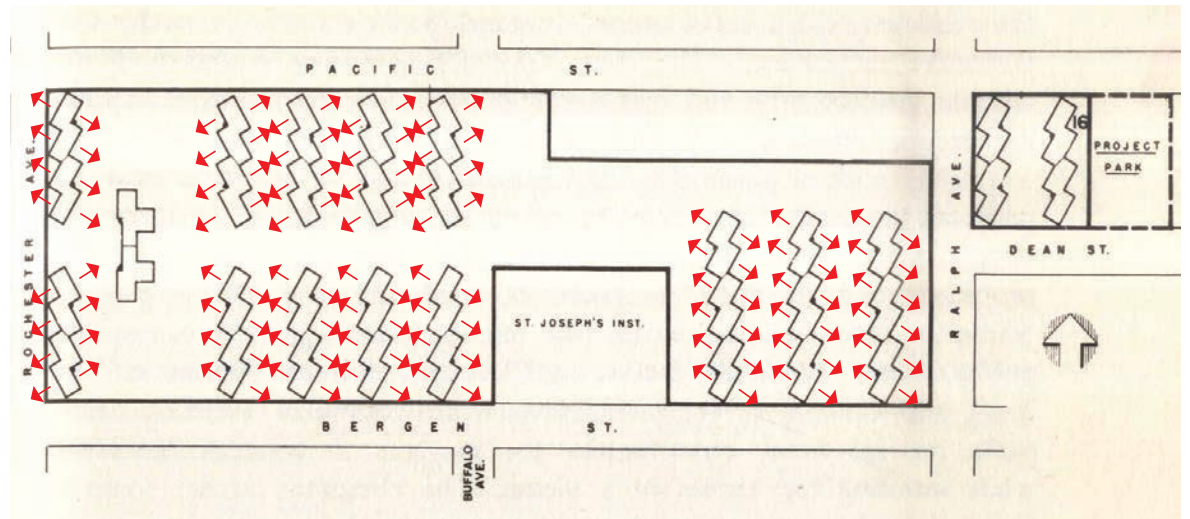 PACIFIC ST.
ROCHESTER AVE.
16
PROJECT
PARK
RALPH AVE.
DEAN ST.
ST. JOSEPH'S INST.
BERGEN ST.
BUFFALO
AVE.